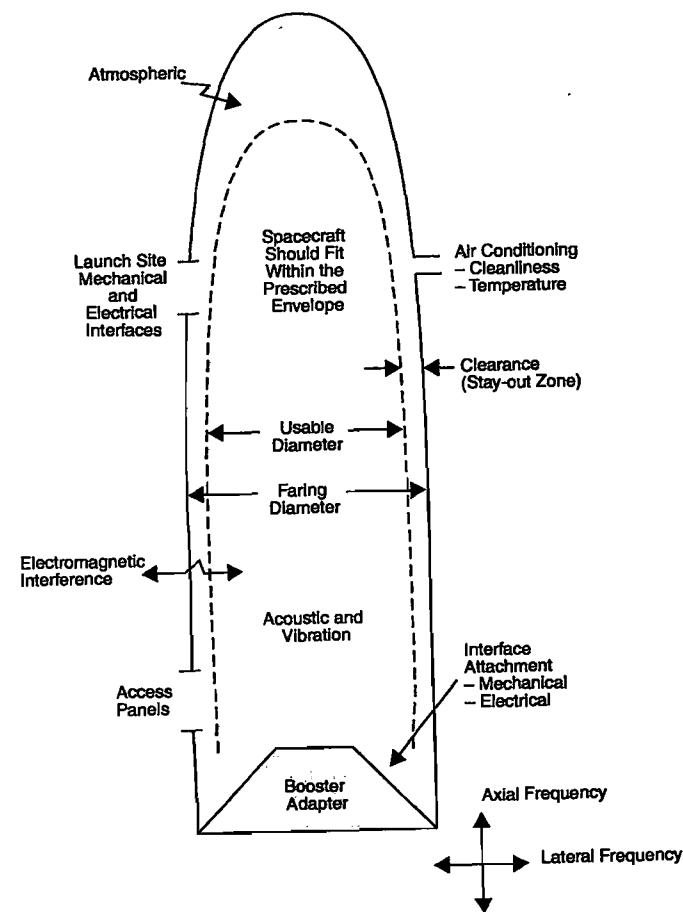 Atmospheric
Spacecraft
Should Fit
Within the
Prescribed
Envelope
Launch Site
Mechanical
and
Electrical
Interfaces
Air Conditioning
– Cleanliness
– Temperature
Clearance
(Stay-out Zone)
Usable
Diameter
Faring
Diameter
Electromagnetic
Interference
Acoustic and
Vibration
Interface
Attachment
– Mechanical
– Electrical
Access
Panels
Booster
Adapter
Axial Frequency
Lateral Frequency